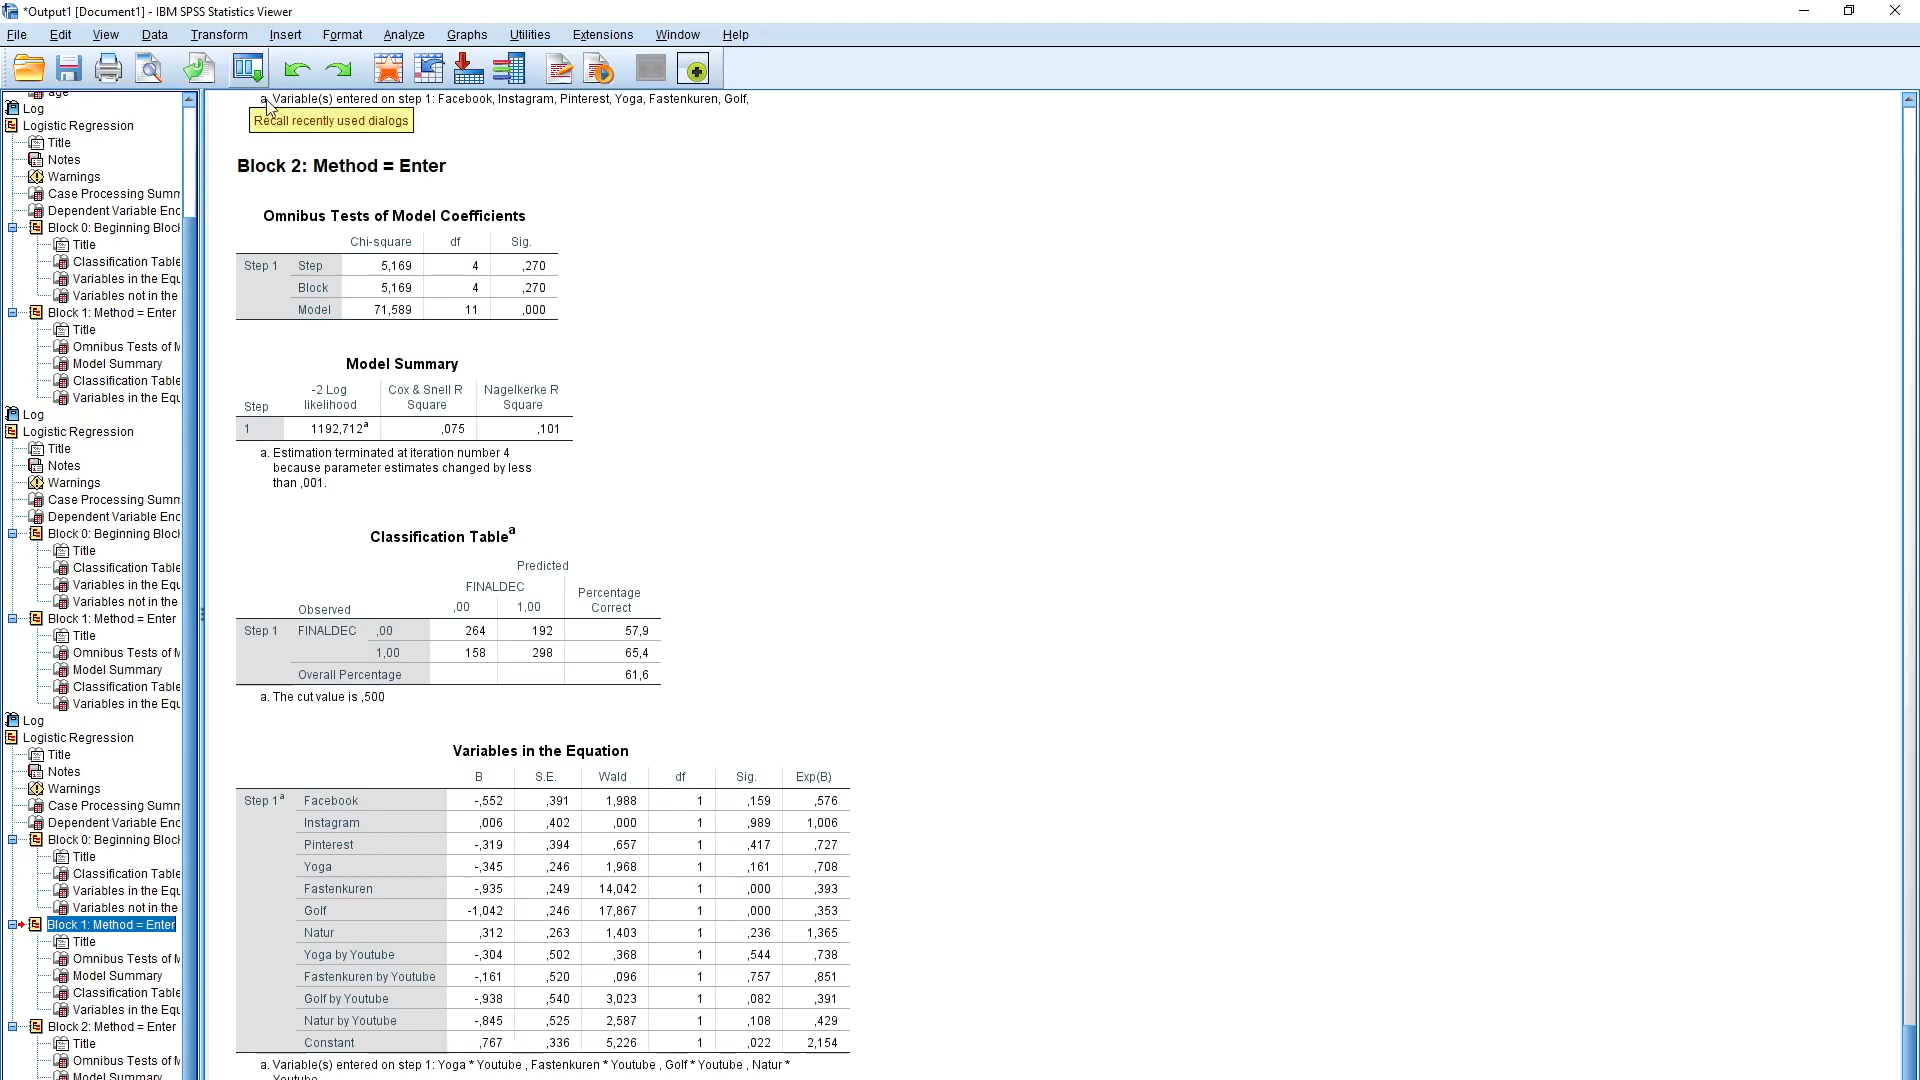 *Output1 [Document1] - IBM SPSS Statistics Viewer
File Edit View Data Transform Insert Format Analyze Graphs Utilities Extensions Window Help
age
Log
Logistic Regression
Title
Notes
Warnings
Case Processing Summ
Dependent Variable Enc
Block 0: Beginning Block
Title
Classification Table
Variables in the Equ
Variables not in the
Block 1: Method = Enter
Title
Omnibus Tests of M
Model Summary
Classification Table
Variables in the Equ
Log
Logistic Regression
Title
Notes
Warnings
Case Processing Summ
Dependent Variable Enc
Block 0: Beginning Block
Title
Classification Table
Variables in the Equ
Variables not in the
Block 1: Method = Enter
Title
Omnibus Tests of M
Model Summary
Classification Table
Variables in the Equ
Log
Logistic Regression
Title
Notes
Warnings
Case Processing Summ
Dependent Variable Enc
Block 0: Beginning Block
Title
Classification Table
Variables in the Equ
Variables not in the
Block 1: Method = Enter
Title
Omnibus Tests of M
Model Summary
Classification Table
Variables in the Equ
Block 2: Method = Enter
Title
Omnibus Tests of M
Model Summary
a. Variable(s) entered on step 1: Facebook, Instagram, Pinterest, Yoga, Fastenkuren, Golf,
Recall recently used dialogs
Block 2: Method = Enter
Omnibus Tests of Model Coefficients
Chi-square df Sig.
Step 1 Step 5,169 4 ,270
Block 5,169 4 ,270
Model 71,589 11 ,000
Model Summary
Step -2 Log likelihood Cox & Snell R Square Nagelkerke R Square
1 1192,712a ,075 ,101
a. Estimation terminated at iteration number 4
because parameter estimates changed by less
than ,001.
Classification Tablea
Predicted
FINALDEC Percentage Correct
Observed ,00 1,00
Step 1 FINALDEC ,00 264 192 57,9
1,00 158 298 65,4
Overall Percentage 61,6
a. The cut value is ,500
Variables in the Equation
B S.E. Wald df Sig. Exp(B)
Step 1a Facebook -,552 ,391 1,988 1 ,159 ,576
Instagram ,006 ,402 ,000 1 ,989 1,006
Pinterest -,319 ,394 ,657 1 ,417 ,727
Yoga -,345 ,246 1,968 1 ,161 ,708
Fastenkuren -,935 ,249 14,042 1 ,000 ,393
Golf -1,042 ,246 17,867 1 ,000 ,353
Natur ,312 ,263 1,403 1 ,236 1,365
Yoga by Youtube -,304 ,502 ,368 1 ,544 ,738
Fastenkuren by Youtube -,161 ,520 ,096 1 ,757 ,851
Golf by Youtube -,938 ,540 3,023 1 ,082 ,391
Natur by Youtube -,845 ,525 2,587 1 ,108 ,429
Constant ,767 ,336 5,226 1 ,022 2,154
a. Variable(s) entered on step 1: Yoga * Youtube , Fastenkuren * Youtube , Golf * Youtube , Natur *
Youtube